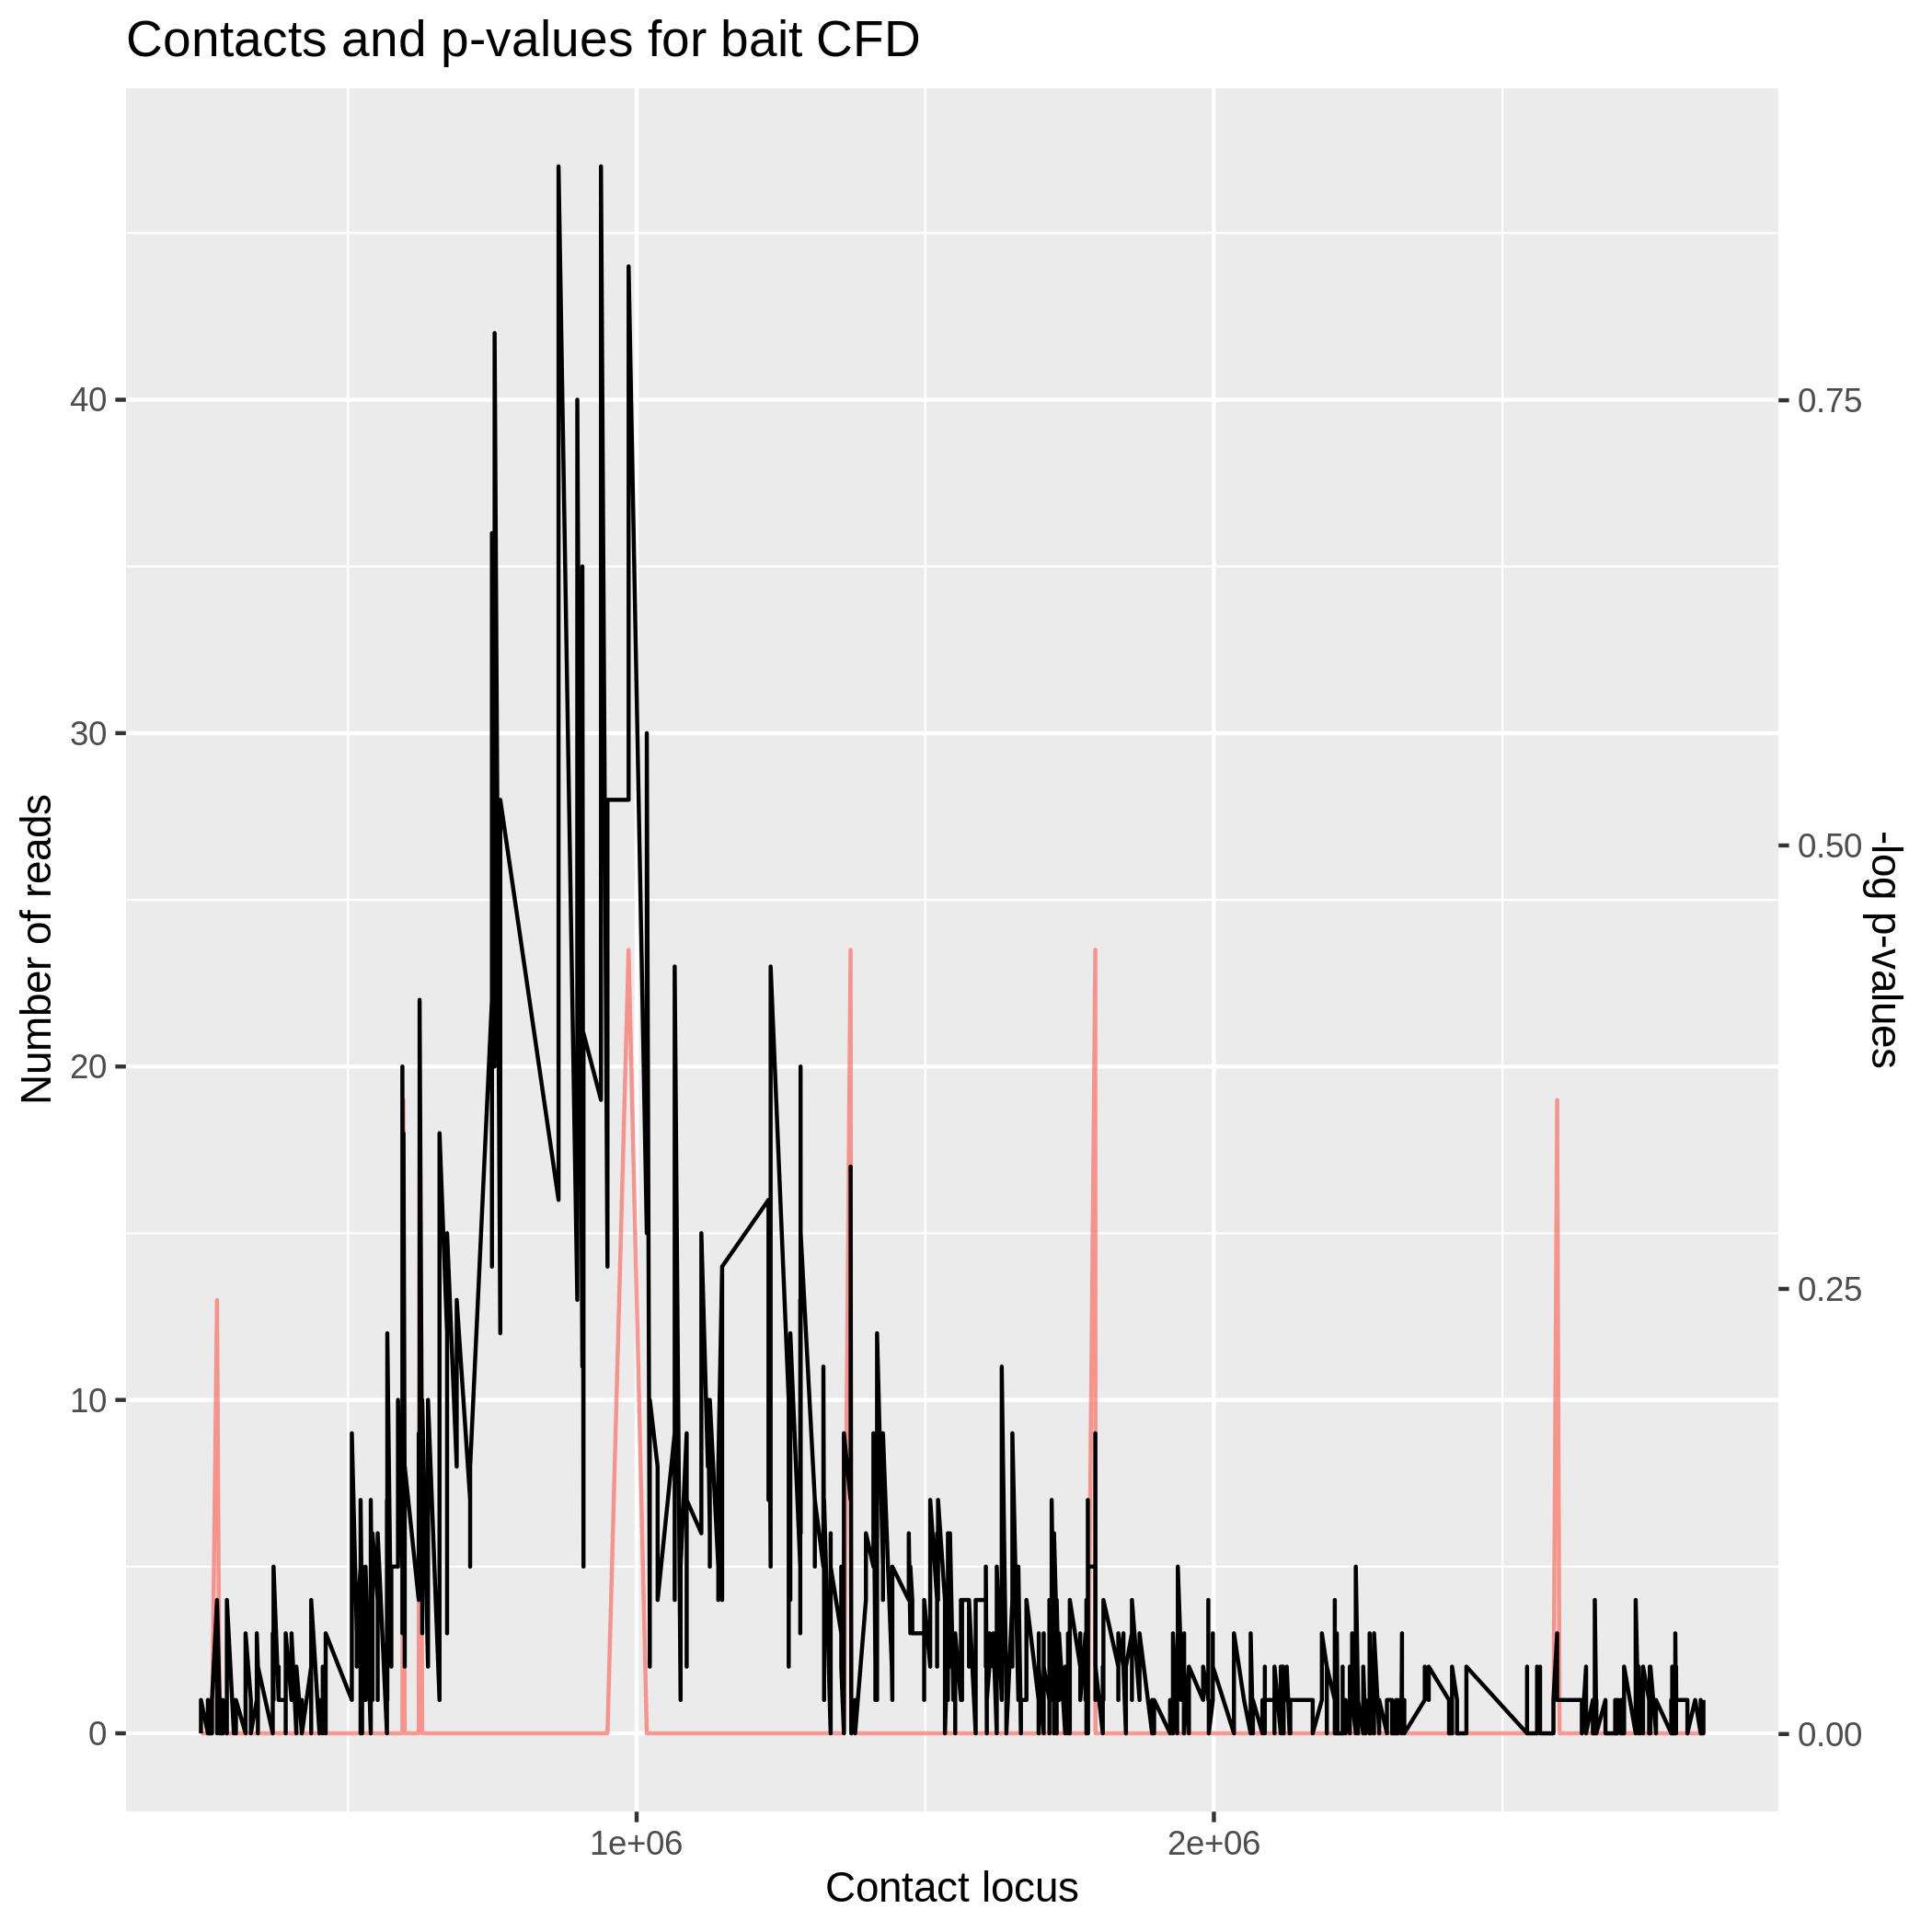 Contacts and p-values for bait CFD
40
30
20
10
0
Number of reads
0.75
0.50
0.25
0.00
-log p-values
1e+06
2e+06
Contact locus